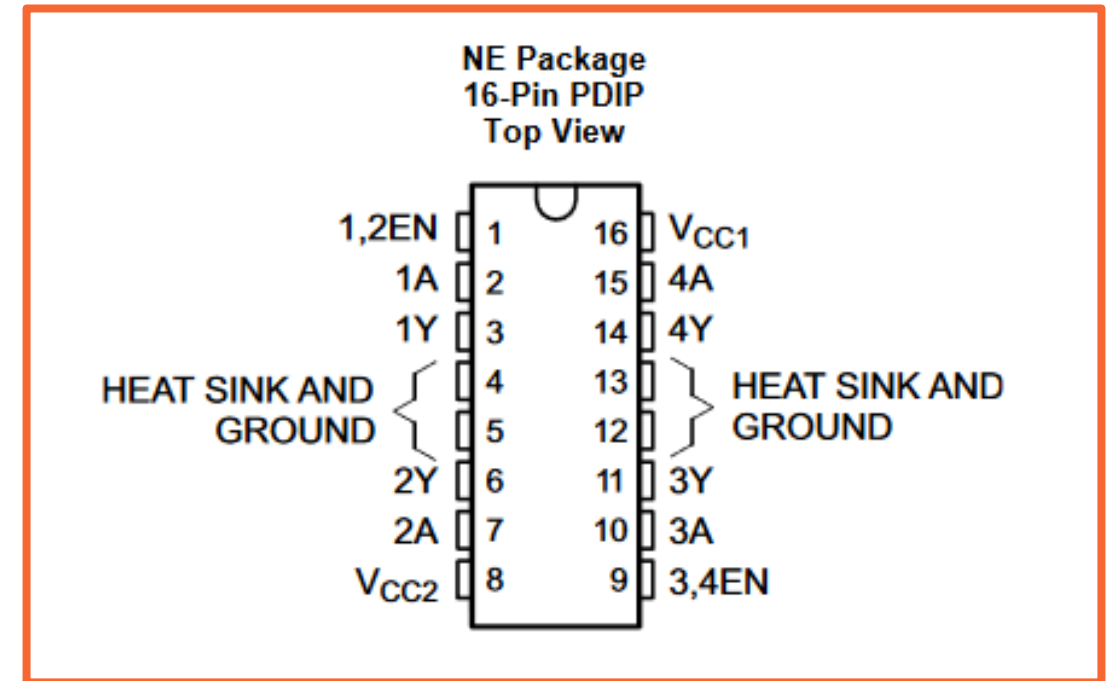 NE Package
16-Pin PDIP
Top View
1,2EN 1 16 VCC1
1A 2 15 4A
1Y 3 14 4Y
HEAT SINK AND 4 13 HEAT SINK AND
GROUND 5 12 GROUND
2Y 6 11 3Y
2A 7 10 3A
VCC2 8 9 3,4EN